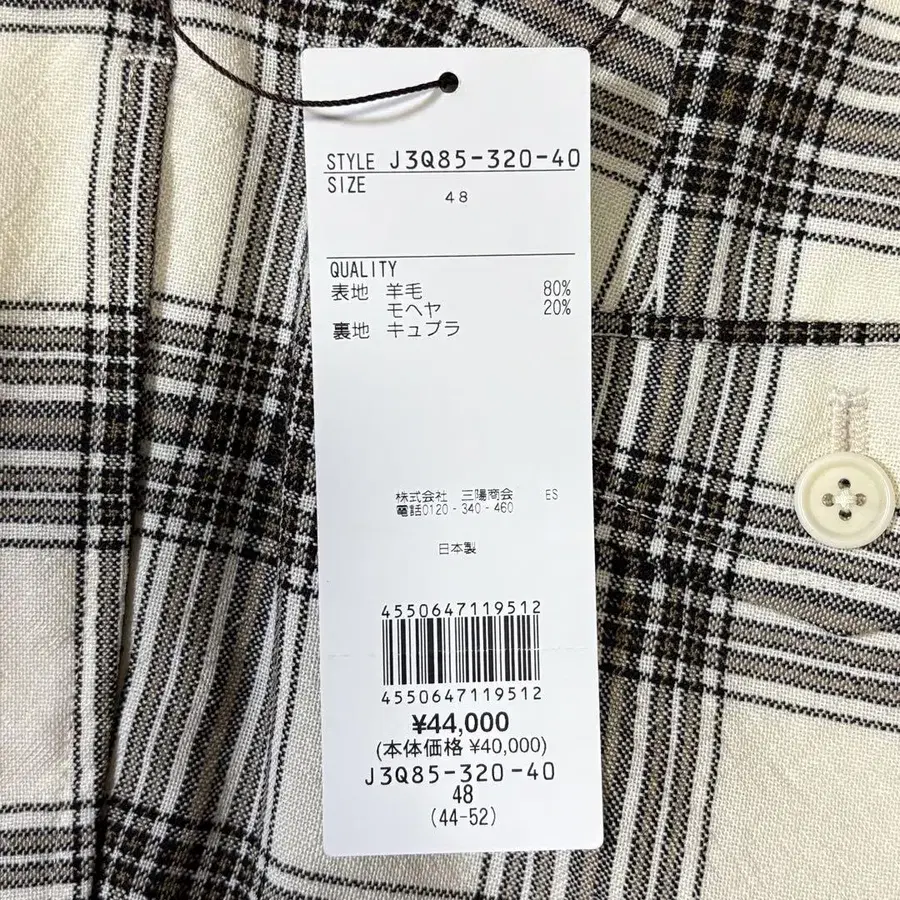 STYLE J3Q85-320-40
SIZE
48
QUALITY
表地 羊毛 80%
モヘヤ 20%
裏地 キュプラ
株式会社 三陽商会 ES
電話0120-340-460
日本製
4550647119512
4550647119512
¥44,000
(本体価格 ¥40,000)
J3Q85-320-40
48
(44-52)